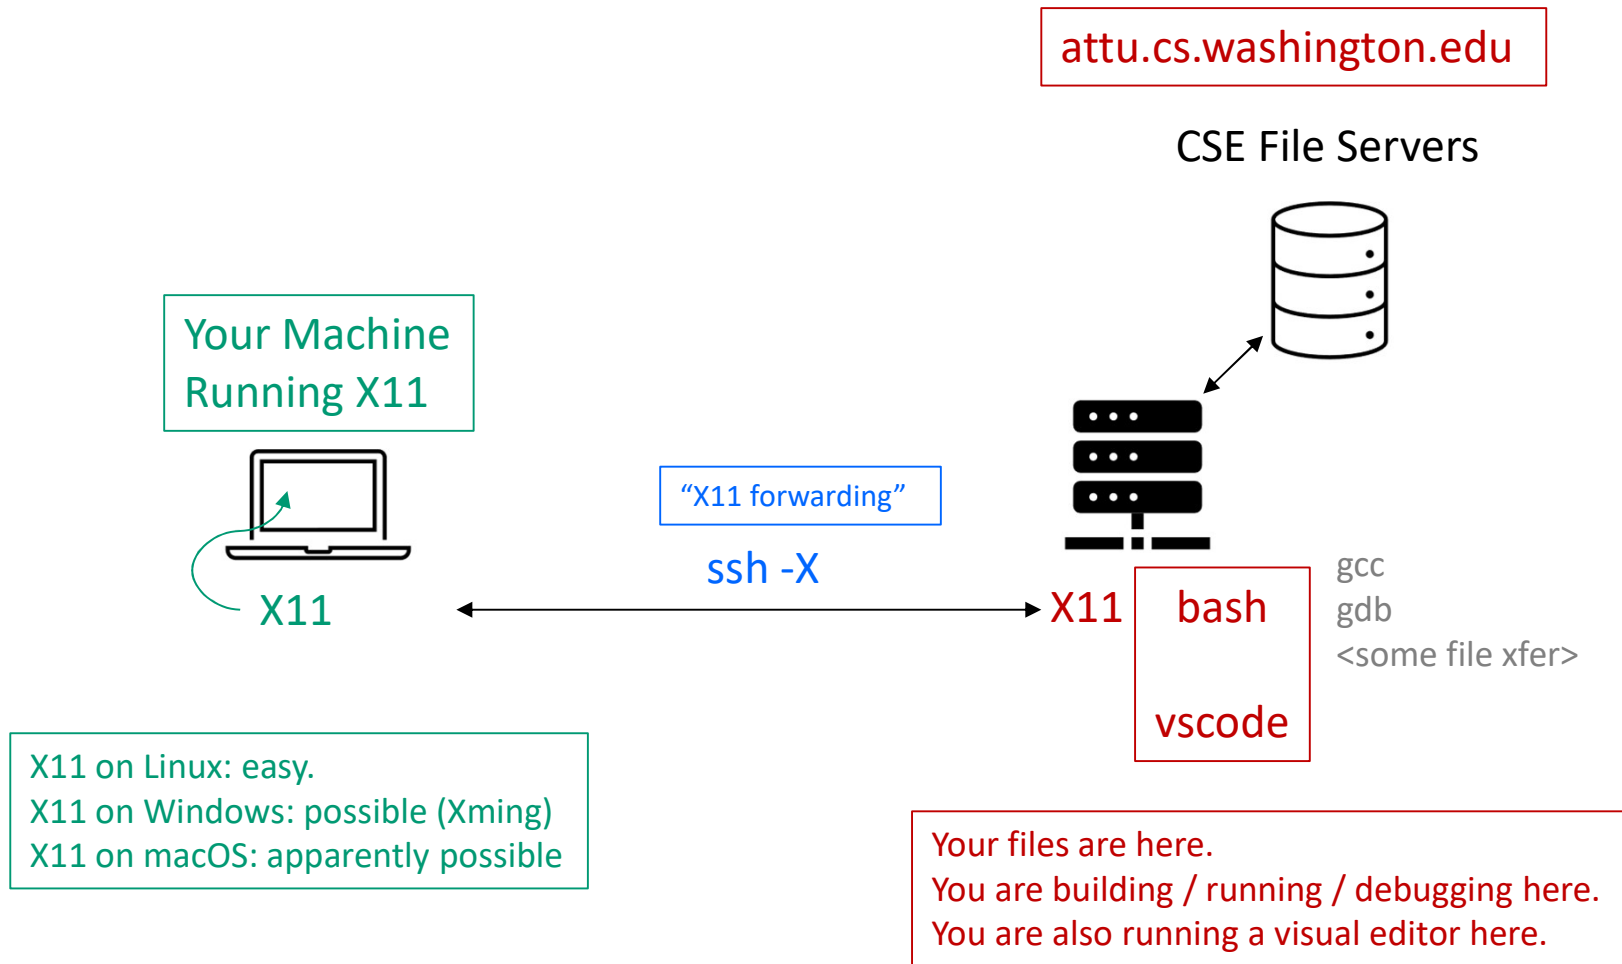 attu.cs.washington.edu
CSE File Servers
Your Machine
Running X11
“X11 forwarding”
ssh -X
X11
X11
bash
vscode
gcc
gdb
<some file xfer>
X11 on Linux: easy.
X11 on Windows: possible (Xming)
X11 on macOS: apparently possible
Your files are here.
You are building / running / debugging here.
You are also running a visual editor here.